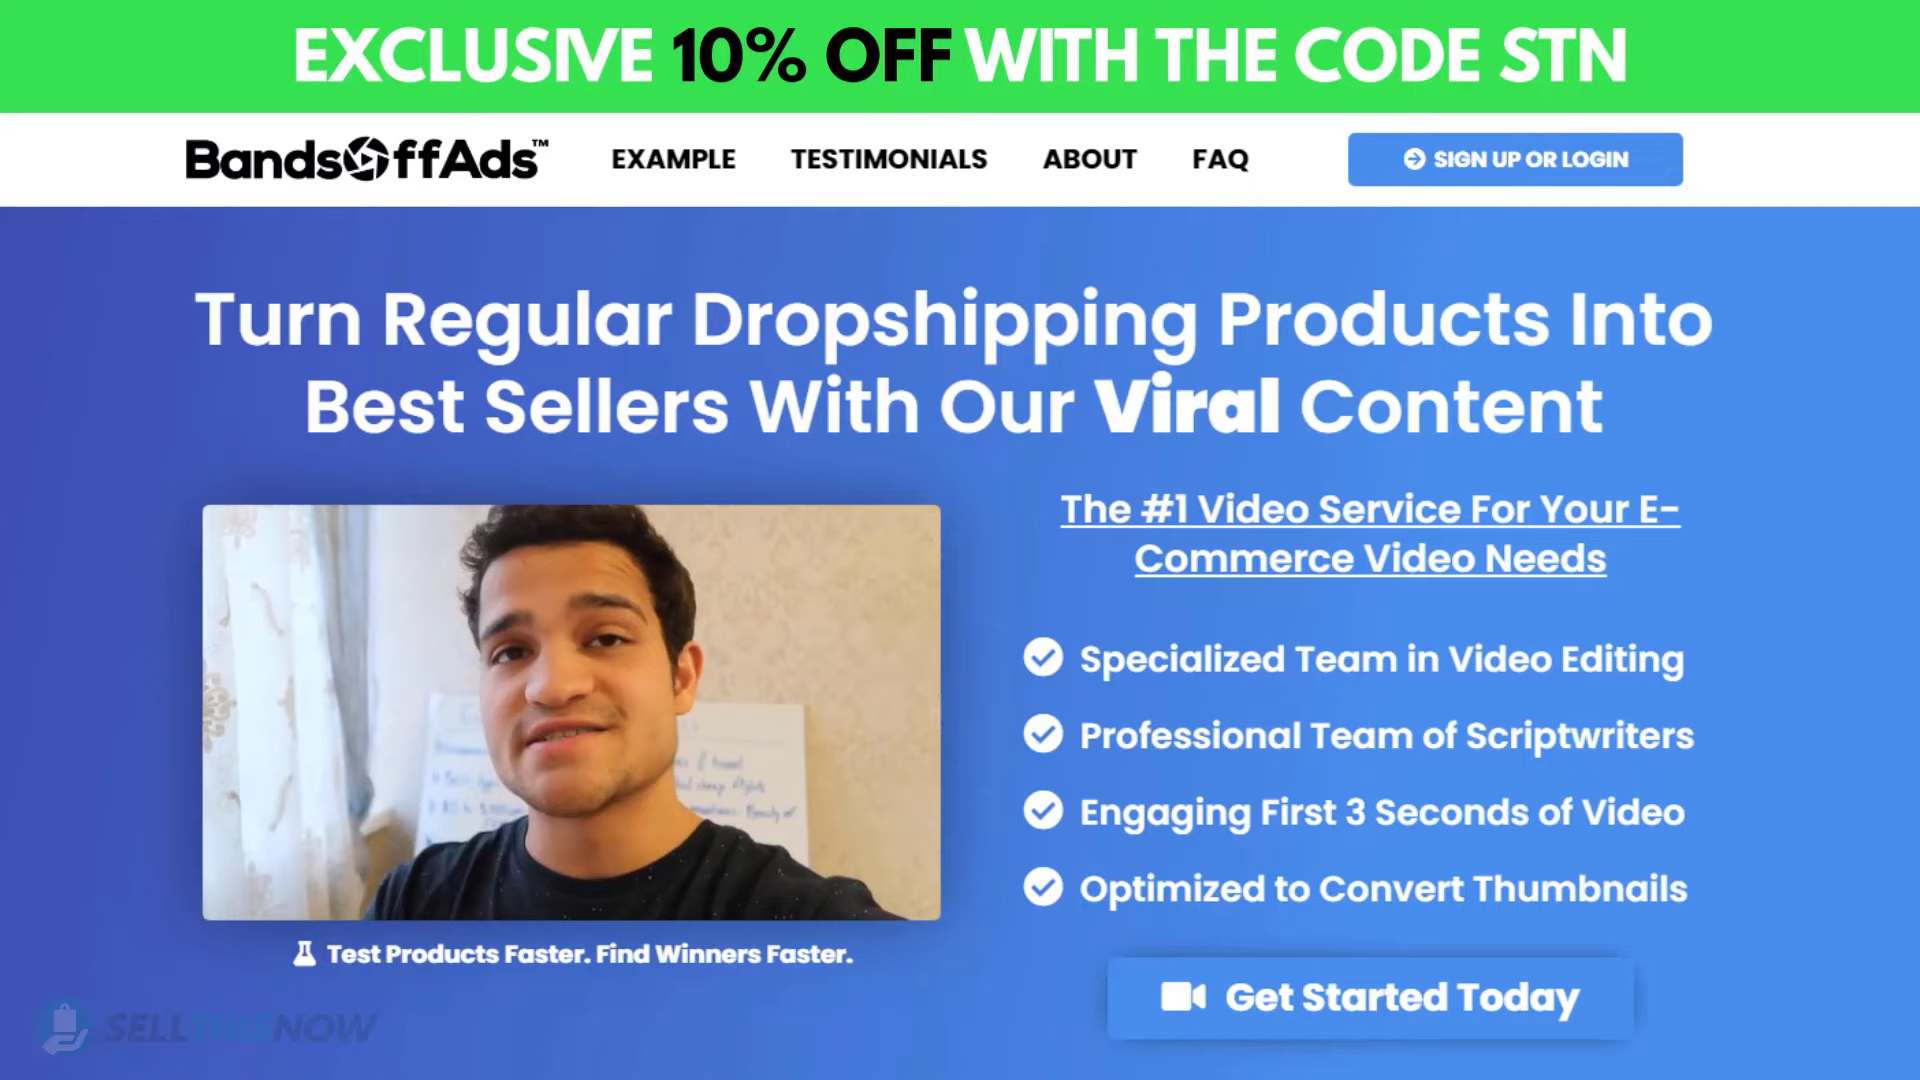 EXCLUSIVE 10% OFF WITH THE CODE STN
BandsOffAds™ EXAMPLE TESTIMONIALS ABOUT FAQ SIGN UP OR LOGIN
Turn Regular Dropshipping Products Into
Best Sellers With Our Viral Content
The #1 Video Service For Your E-
Commerce Video Needs
Specialized Team in Video Editing
Professional Team of Scriptwriters
Engaging First 3 Seconds of Video
Optimized to Convert Thumbnails
Test Products Faster. Find Winners Faster.
Get Started Today
SELLTHISNOW